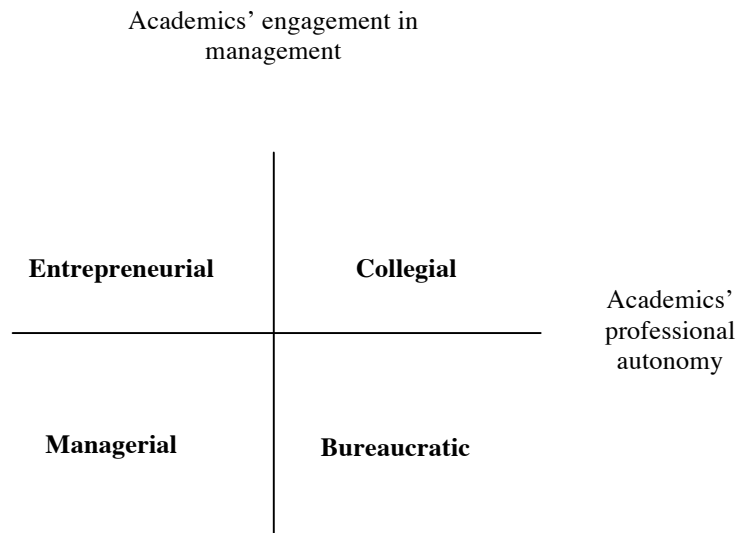 Academics’ engagement in
management
Entrepreneurial
Collegial
Academics’
professional
autonomy
Managerial
Bureaucratic